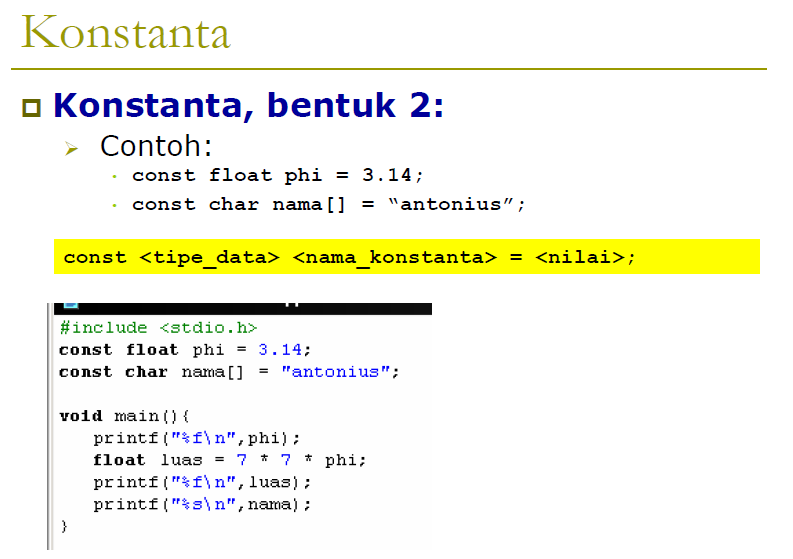 Konstanta
Konstanta, bentuk 2:
Contoh:
const float phi = 3.14;
const char nama[] = “antonius”;
const <tipe_data> <nama_konstanta> = <nilai>;
#include <stdio.h>
const float phi = 3.14;
const char nama[] = "antonius";
void main(){
printf("%f\n",phi);
float luas = 7 * 7 * phi;
printf("%f\n",luas);
printf("%s\n",nama);
}